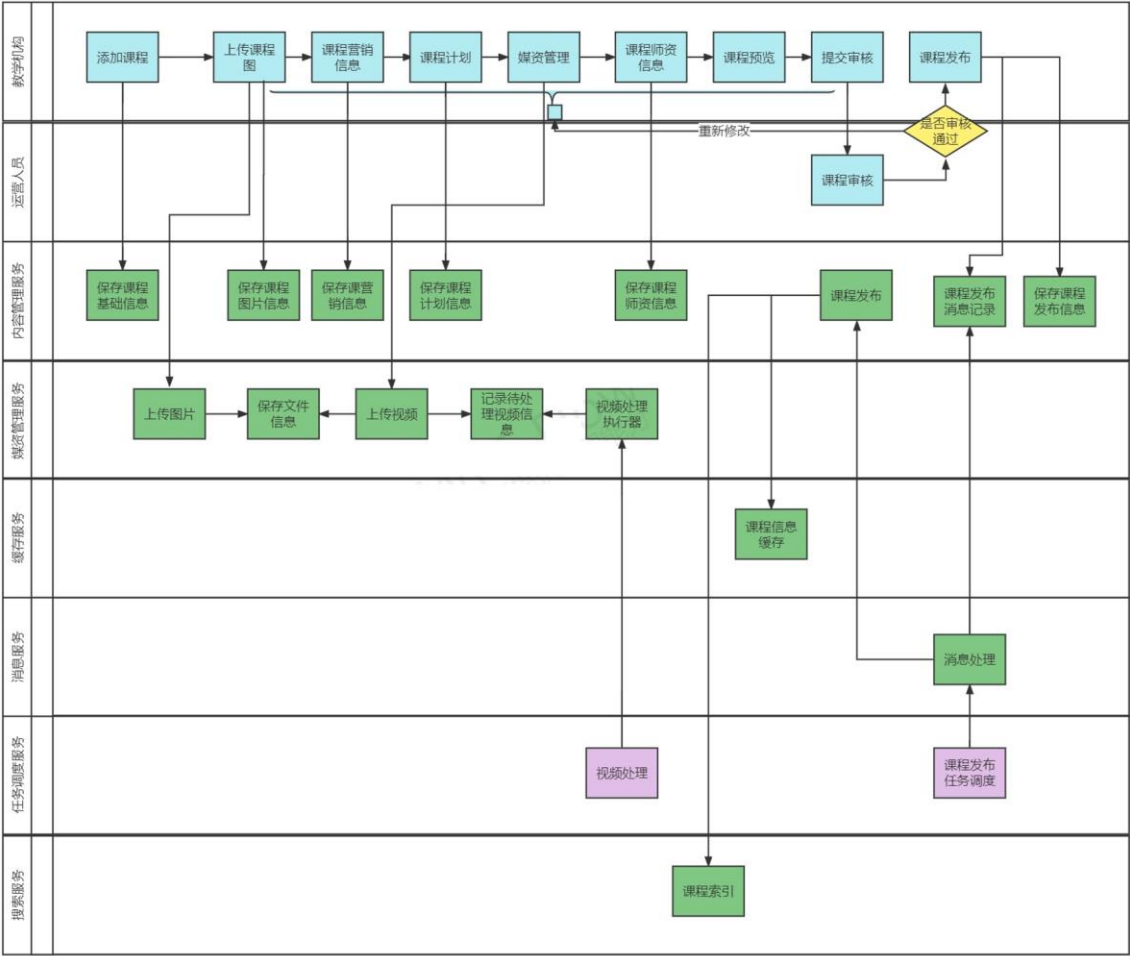 教学机构
添加课程
上传课程
图
课程营销
信息
课程计划
媒资管理
课程师资
信息
课程预览
提交审核
课程发布
重新修改
是否审核
通过
运营人员
课程审核
内容管理服务
保存课程
基础信息
保存课程
图片信息
保存课营
销信息
保存课程
计划信息
保存课程
师资信息
课程发布
课程发布
消息记录
保存课程
发布信息
媒资管理服务
上传图片
保存文件
信息
上传视频
记录待处
理视频信
息
视频处理
执行器
缓存服务
课程信息
缓存
消息服务
消息处理
任务调度服务
视频处理
课程发布
任务调度
搜索服务
课程索引